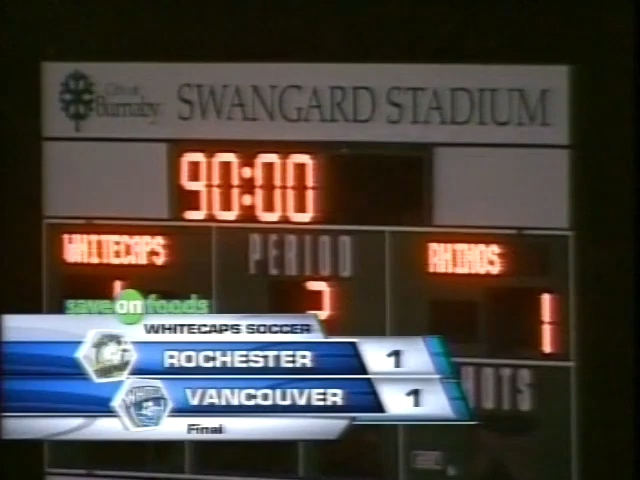 City of
Burnaby
SWANGARD STADIUM
90:00
WHITECAPS PERIOD RHINOS
1 2 1
save on foods
WHITECAPS SOCCER
ROCHESTER 1
VANCOUVER 1
Final